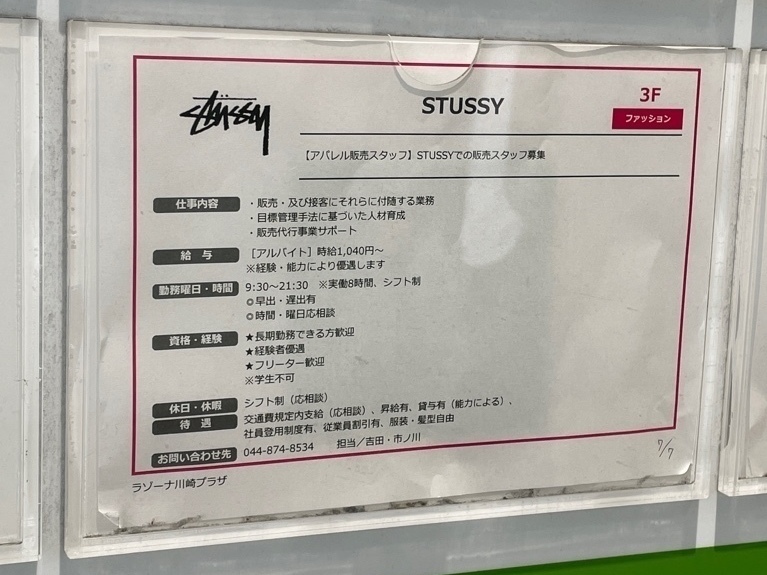 STÜSSY
STUSSY
3F
ファッション
【アパレル販売スタッフ】STUSSYでの販売スタッフ募集
仕事内容
・販売・及び接客にそれらに付随する業務
・目標管理手法に基づいた人材育成
・販売代行事業サポート
給 与
[アルバイト] 時給1,040円~
※経験・能力により優遇します
勤務曜日・時間
9:30~21:30 ※実働8時間、シフト制
◎早出・遅出有
◎時間・曜日応相談
資格・経験
★長期勤務できる方歓迎
★経験者優遇
★フリーター歓迎
※学生不可
休日・休暇
シフト制（応相談）
待 遇
交通費規定内支給（応相談）、昇給有、貸与有（能力による）、
社員登用制度有、従業員割引有、服装・髪型自由
お問い合わせ先
044-874-8534 担当／吉田・市ノ川
7/7
ラゾーナ川崎プラザ